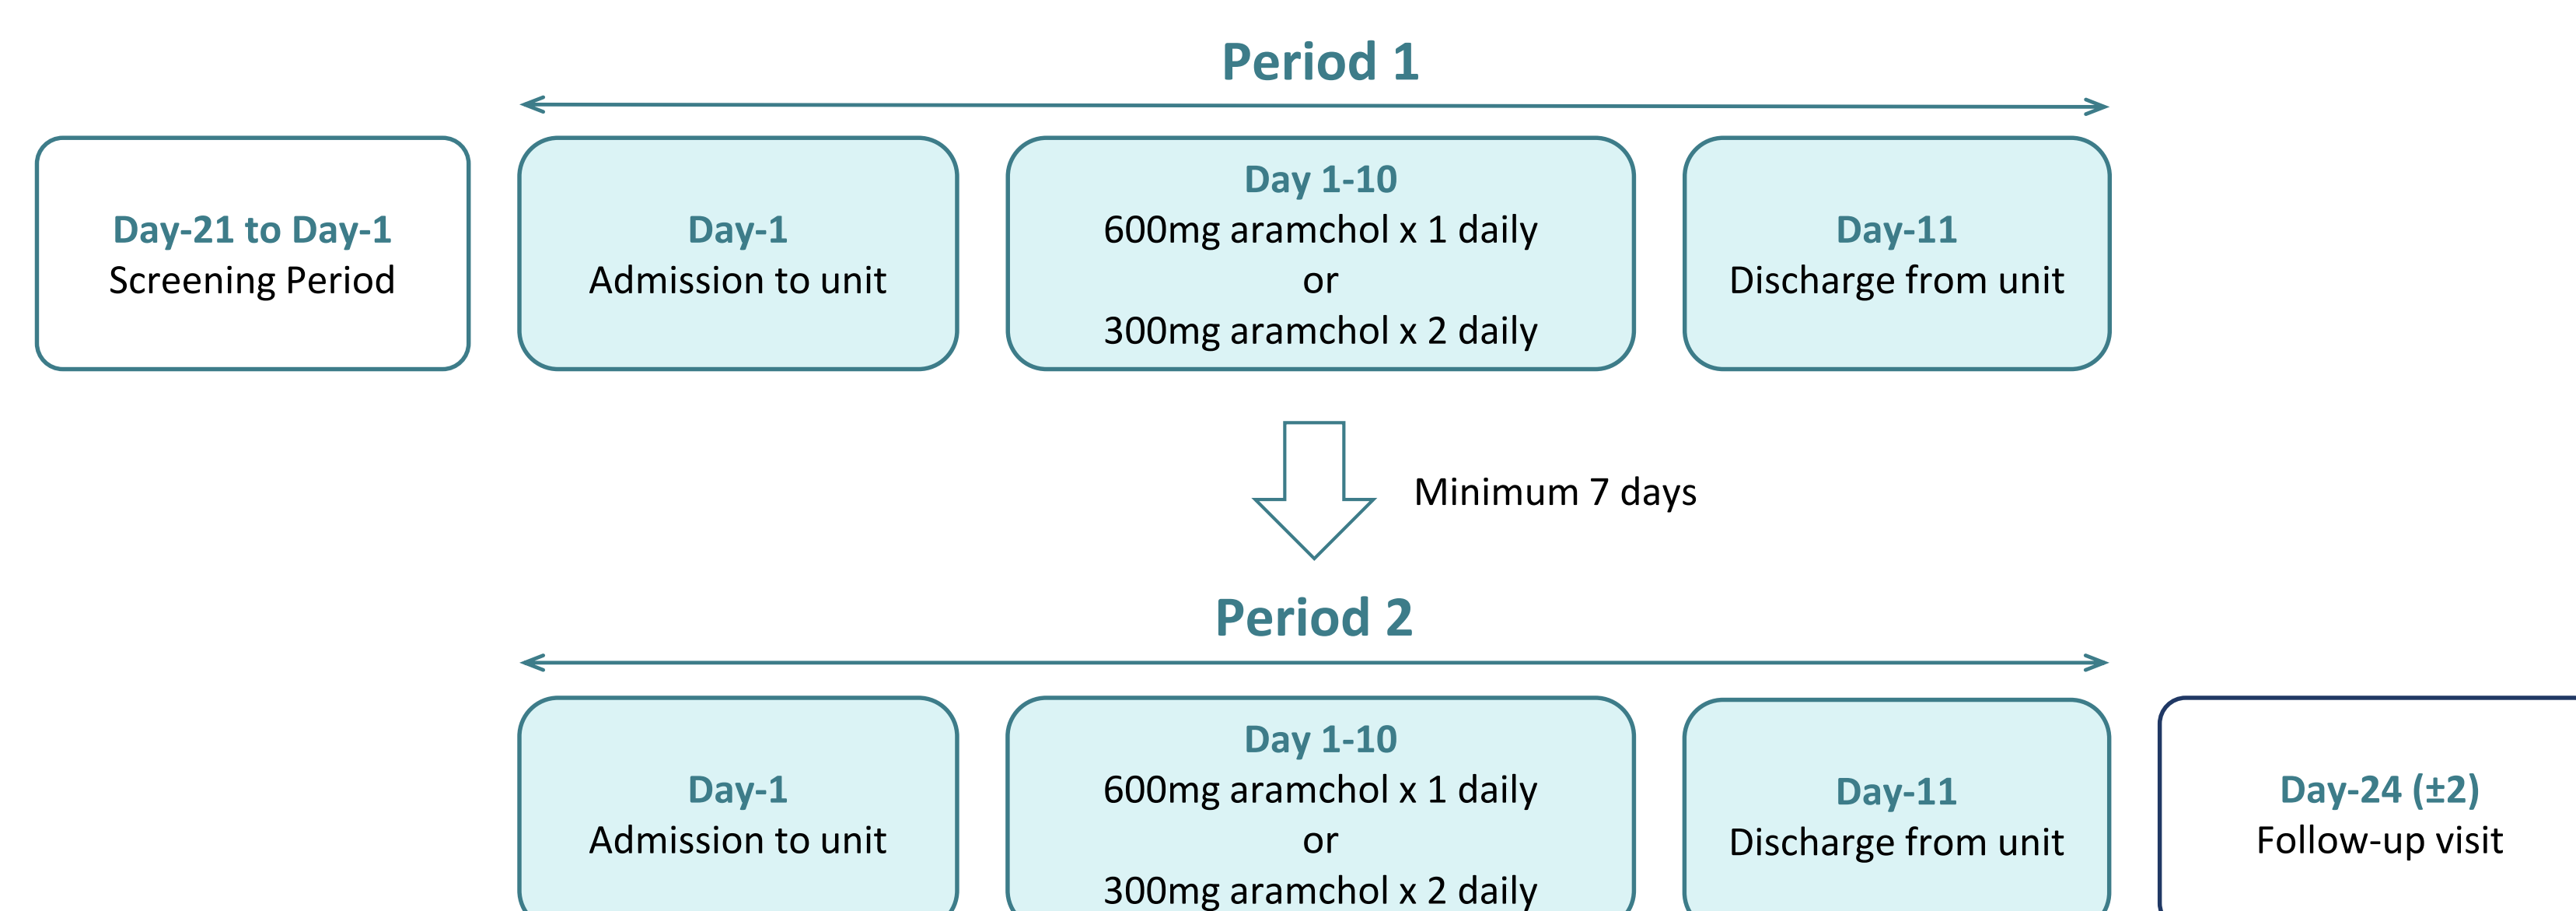 Period 1
Day-21 to Day-1
Screening Period
Day-1
Admission to unit
Day 1-10
600mg aramchol x 1 daily
or
300mg aramchol x 2 daily
Day-11
Discharge from unit
Minimum 7 days
Period 2
Day-1
Admission to unit
Day 1-10
600mg aramchol x 1 daily
or
300mg aramchol x 2 daily
Day-11
Discharge from unit
Day-24 (±2)
Follow-up visit